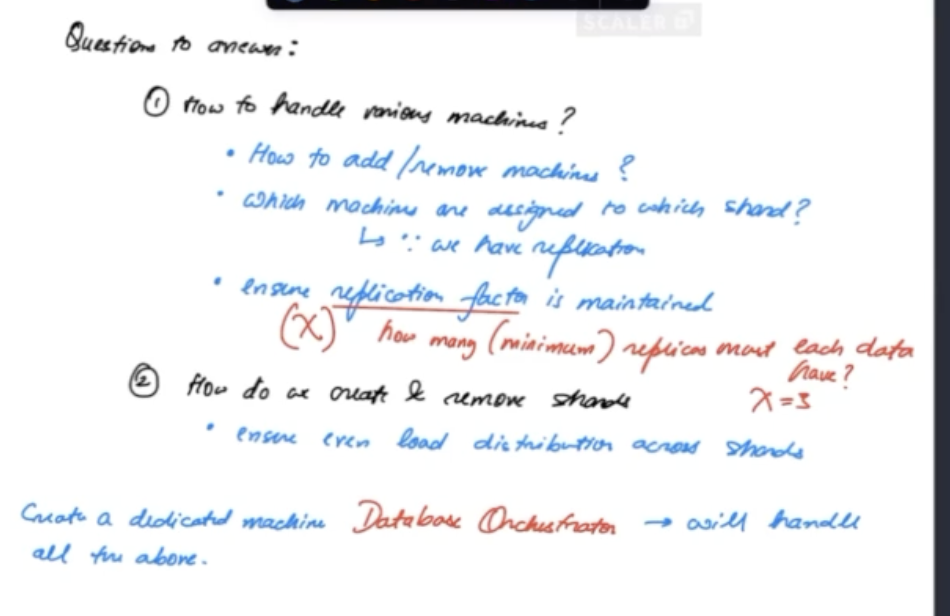 SCALER
Questions to answer:
① How to handle various machines?
• How to add/remove machines?
• which machines are assigned to which shard?
↳ ∵ we have replication
• ensure replication factor is maintained
(X) how many (minimum) replicas must each data
have?
X=3
② How do we create & remove shards
• ensure even load distribution across shards
Create a dedicated machine Database Orchestrator → will handle
all the above.